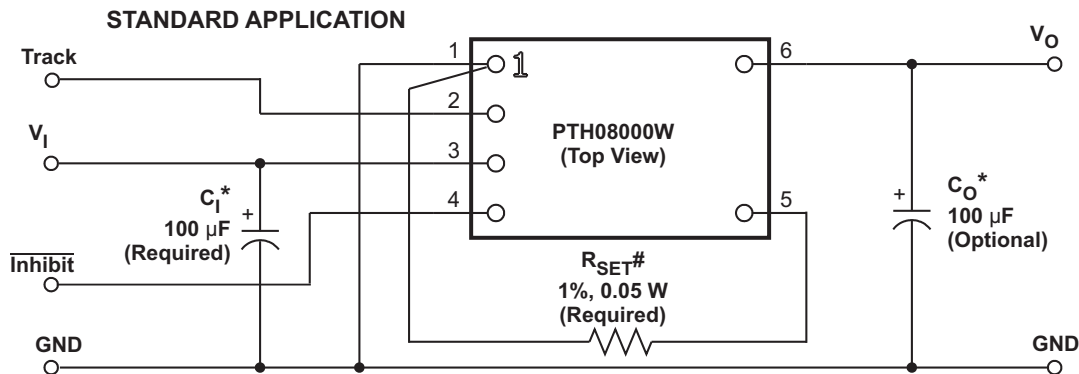 STANDARD APPLICATION
Track
V_I
C_I*
100 μF
(Required)
Inhibit
GND
1
2
3
4
1
PTH08000W
(Top View)
6
5
R_SET#
1%, 0.05 W
(Required)
V_O
C_O*
100 μF
(Optional)
GND
+
+